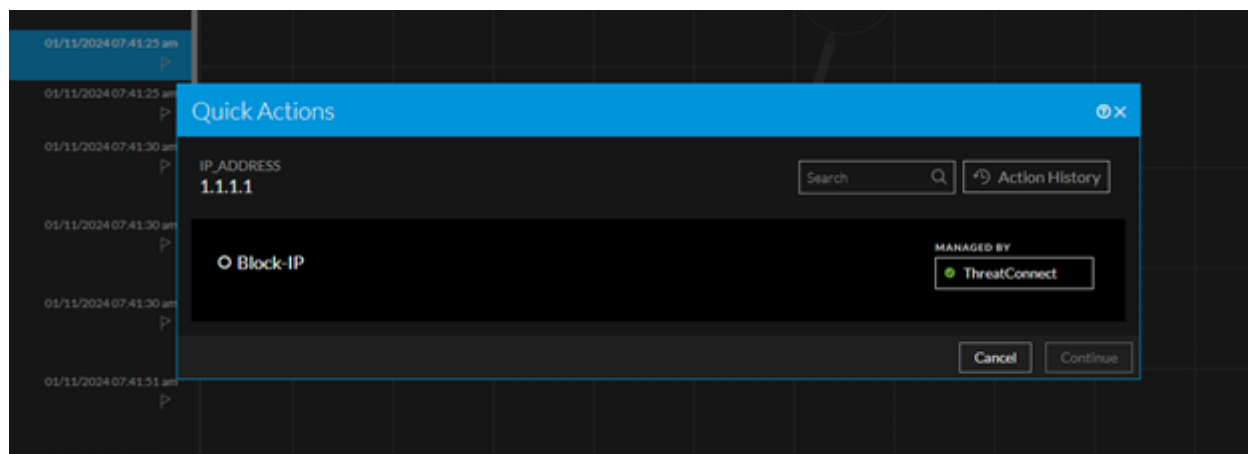 01/11/2024 07:41:25 am
01/11/2024 07:41:25 am
01/11/2024 07:41:30 am
01/11/2024 07:41:30 am
01/11/2024 07:41:30 am
01/11/2024 07:41:51 am
Quick Actions
IP_ADDRESS
1.1.1.1
Search
Action History
Block-IP
MANAGED BY
ThreatConnect
Cancel
Continue